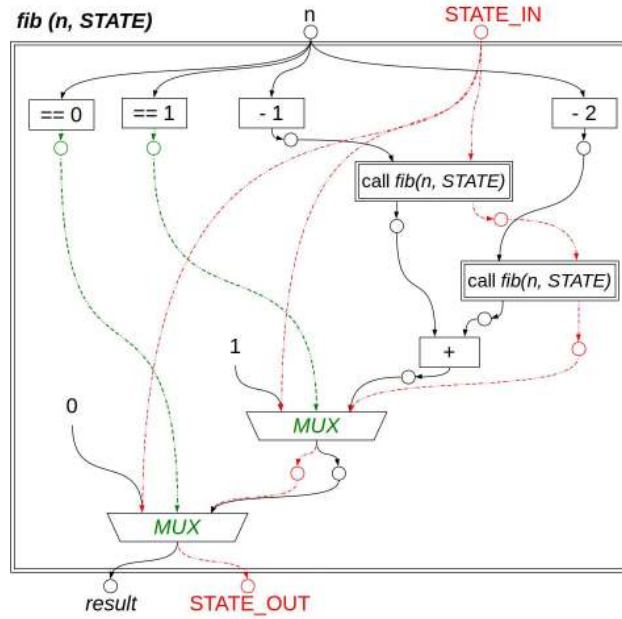 fib (n, STATE)
n
STATE_IN
== 0
== 1
- 1
- 2
call fib(n, STATE)
call fib(n, STATE)
+
1
0
MUX
MUX
result
STATE_OUT